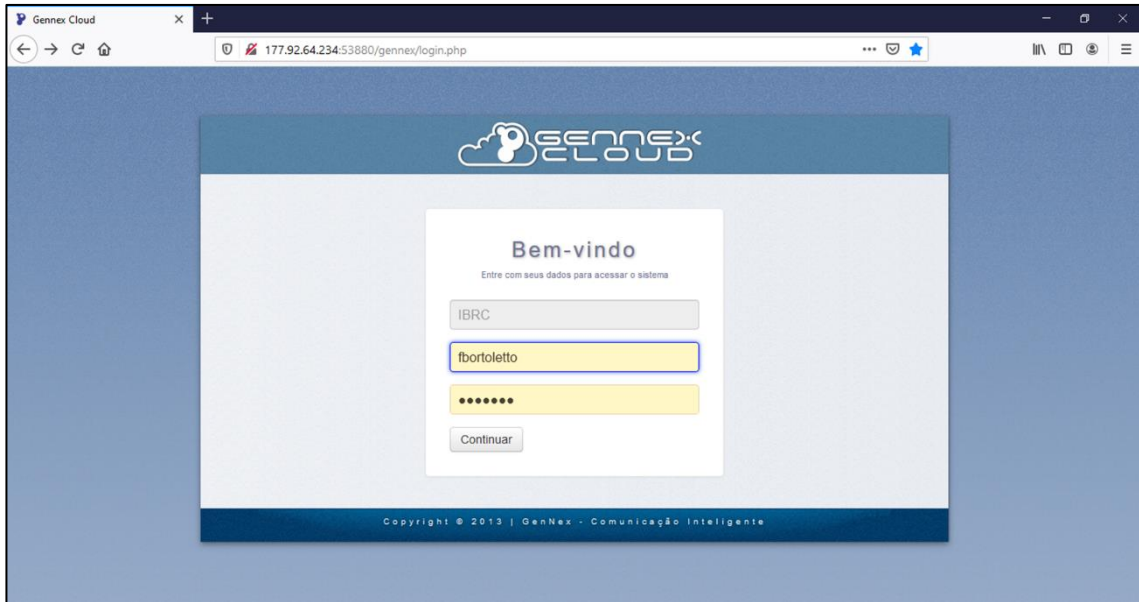 Gennex Cloud
177.92.64.234:53880/gennex/login.php
GENNEX
CLOUD
Bem-vindo
Entre com seus dados para acessar o sistema
IBRC
fbortoletto
•••••••
Continuar
Copyright © 2013 | GenNex - Comunicação Inteligente